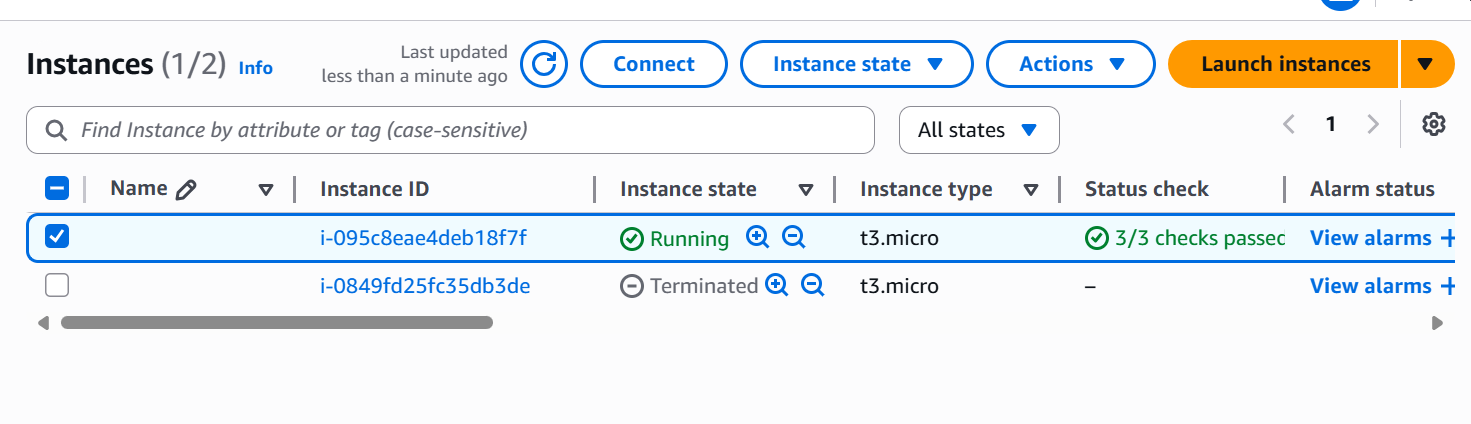 Instances (1/2) Info
Last updated
less than a minute ago
Connect
Instance state
Actions
Launch instances
Find Instance by attribute or tag (case-sensitive)
All states
1
Name Instance ID Instance state Instance type Status check Alarm status
i-095c8eae4deb18f7f Running t3.micro 3/3 checks passed View alarms +
i-0849fd25fc35db3de Terminated t3.micro – View alarms +